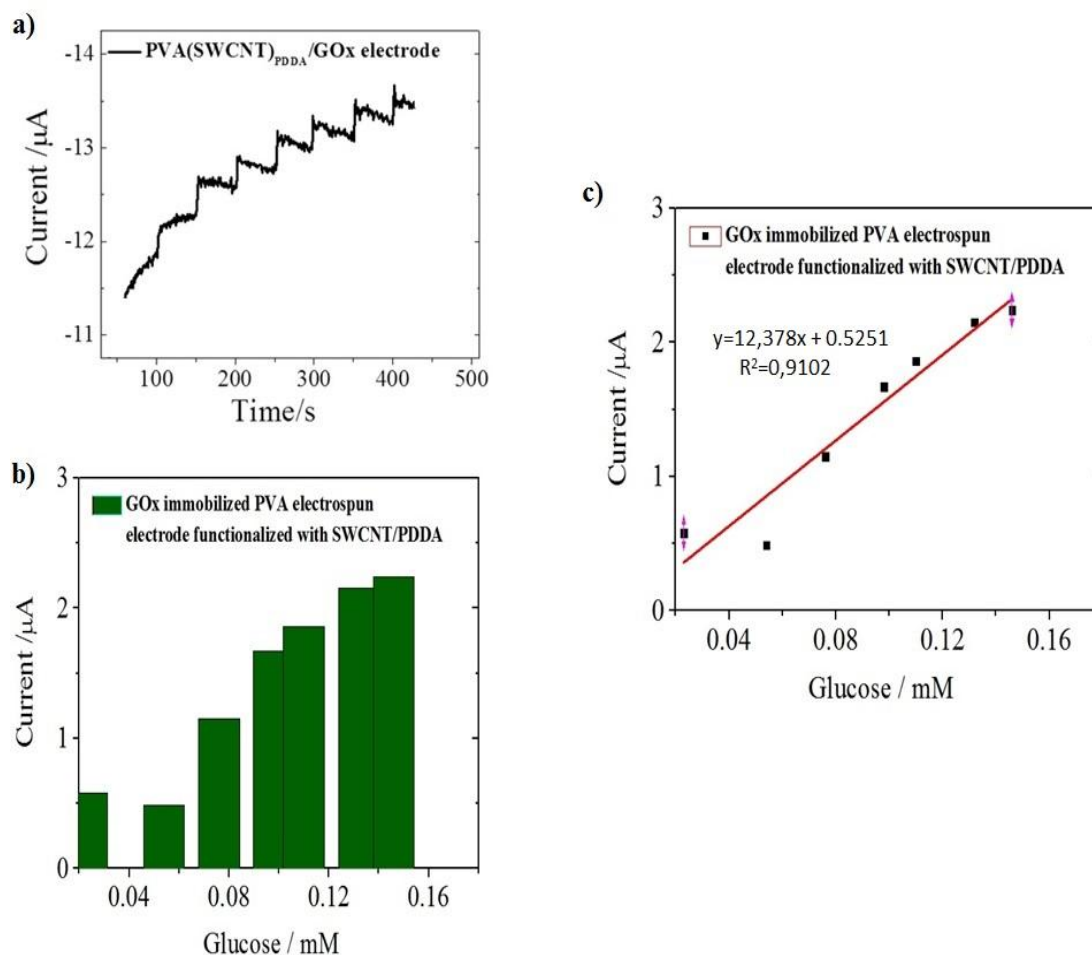 a)
PVA(SWCNT)PDDA/GOx electrode
-14
-13
-12
-11
Current /μA
100 200 300 400 500
Time/s
b)
GOx immobilized PVA electrospun
electrode functionalized with SWCNT/PDDA
3
2
1
0
Current /μA
0.04 0.08 0.12 0.16
Glucose / mM
c)
GOx immobilized PVA electrospun
electrode functionalized with SWCNT/PDDA
y=12,378x + 0.5251
R²=0,9102
3
2
1
0
Current /μA
0.04 0.08 0.12 0.16
Glucose / mM